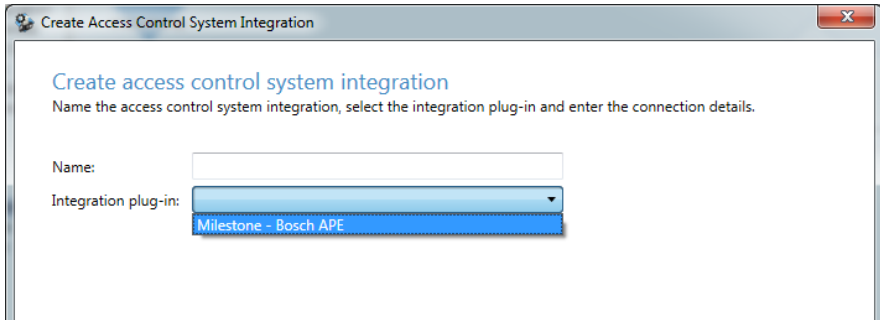 Create Access Control System Integration
Create access control system integration
Name the access control system integration, select the integration plug-in and enter the connection details.
Name:
Integration plug-in:
Milestone - Bosch APE